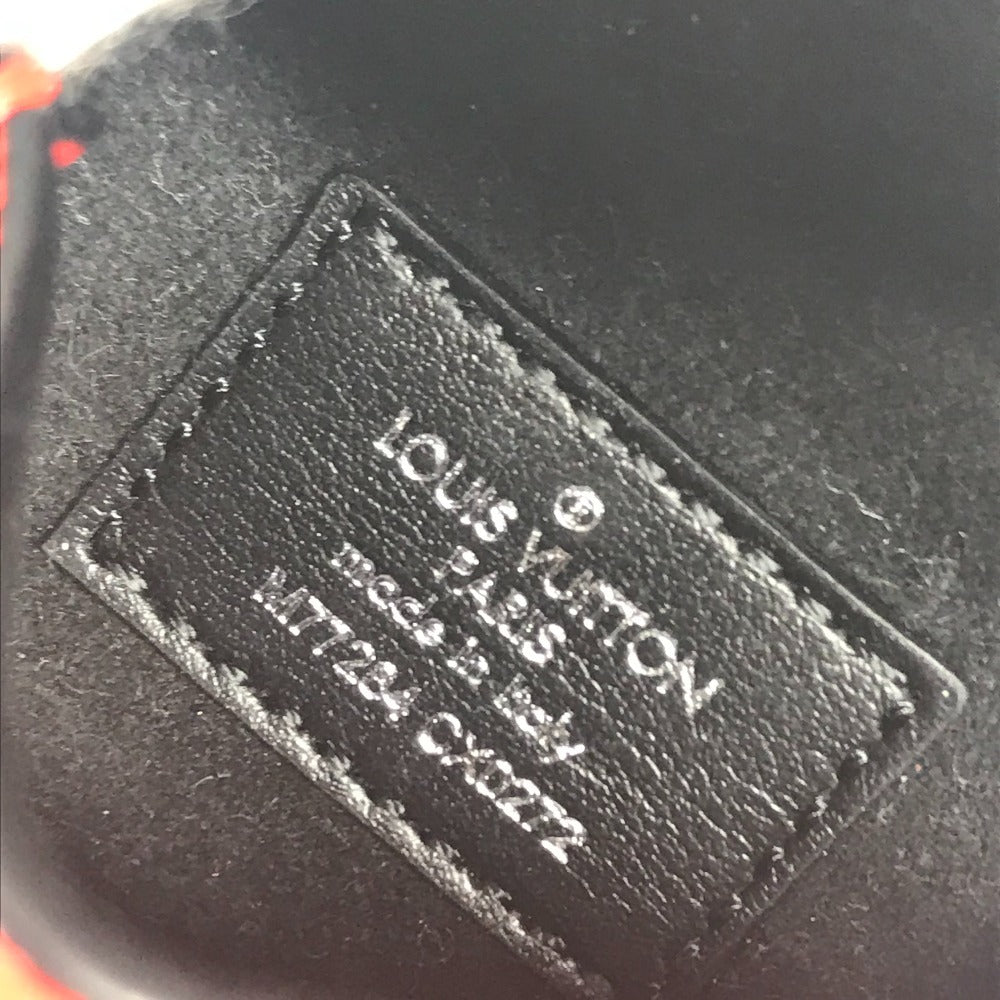 ®
LOUIS VUITTON
PARIS
made in Italy
M77284 CX0272